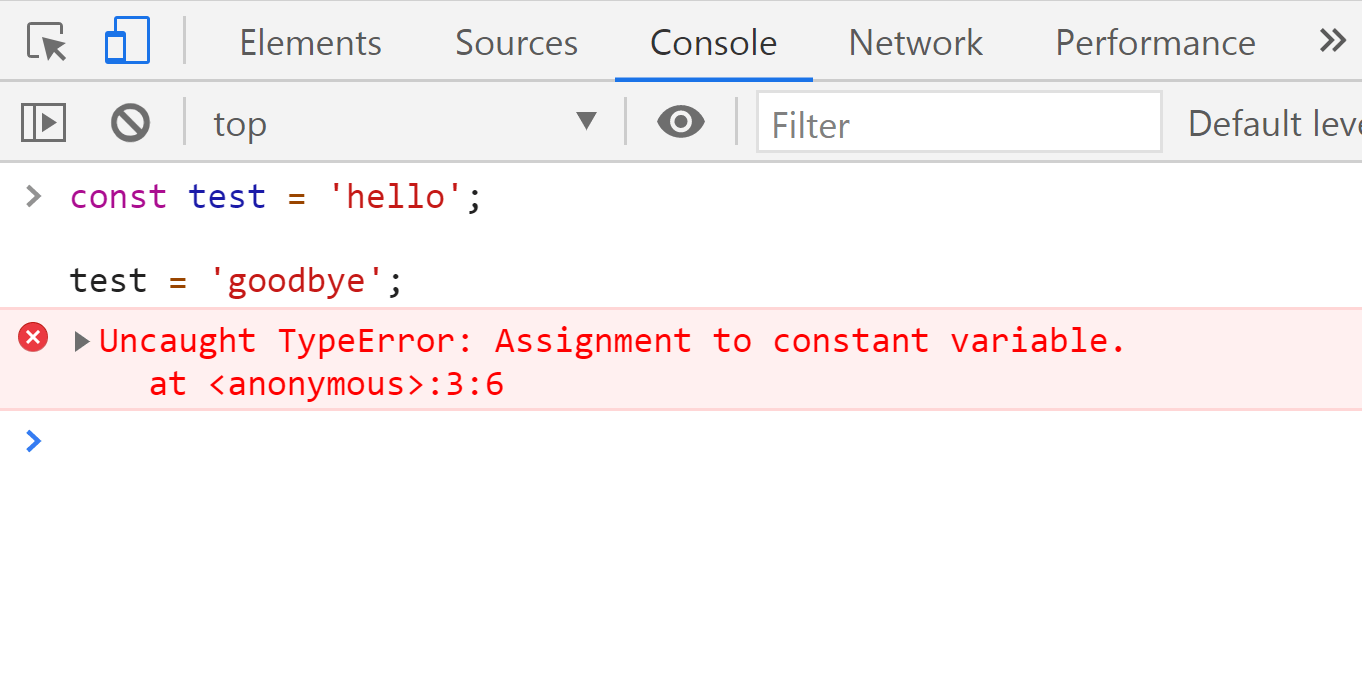 Elements Sources Console Network Performance »
top ▼ Filter Default leve
> const test = 'hello';
test = 'goodbye';
▶Uncaught TypeError: Assignment to constant variable.
at <anonymous>:3:6
>